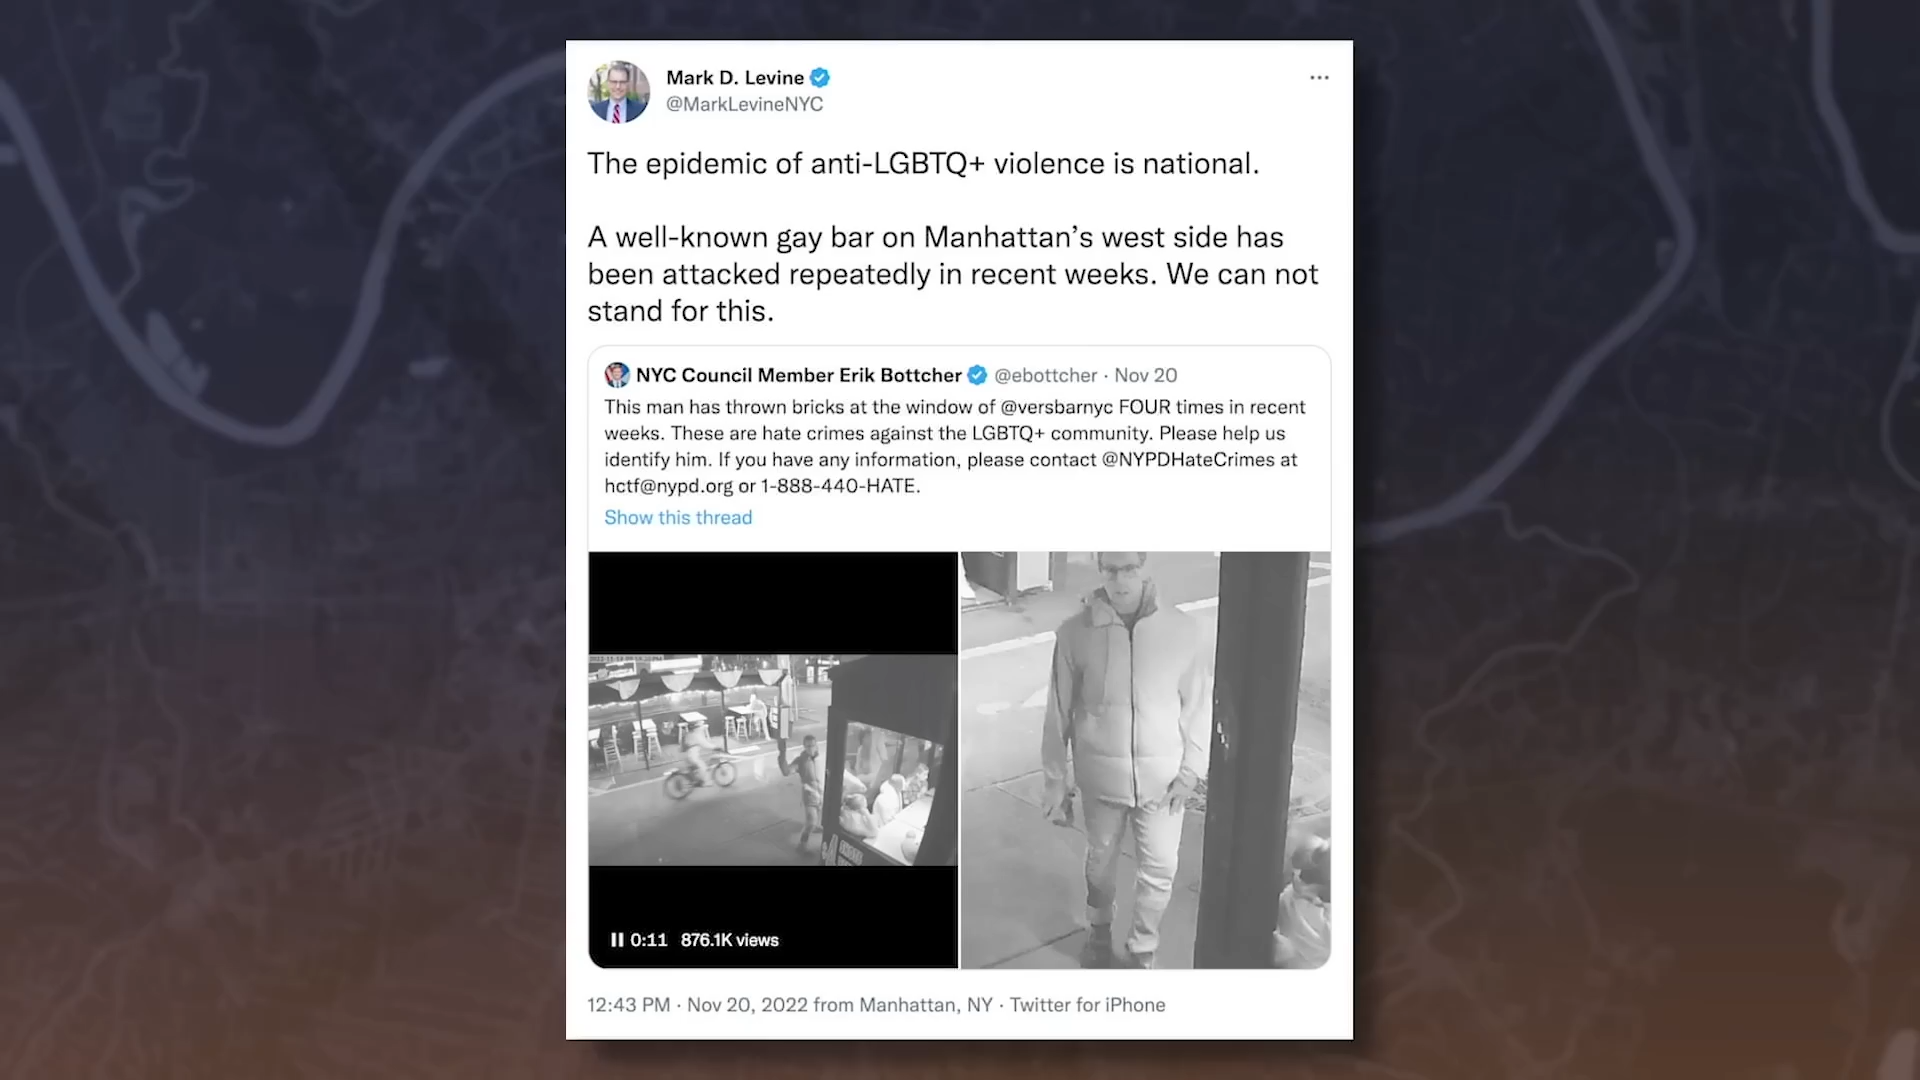 Mark D. Levine
@MarkLevineNYC
The epidemic of anti-LGBTQ+ violence is national.
A well-known gay bar on Manhattan’s west side has
been attacked repeatedly in recent weeks. We can not
stand for this.
NYC Council Member Erik Bottcher @ebottcher · Nov 20
This man has thrown bricks at the window of @versbarnyc FOUR times in recent
weeks. These are hate crimes against the LGBTQ+ community. Please help us
identify him. If you have any information, please contact @NYPDHateCrimes at
hctf@nypd.org or 1-888-440-HATE.
Show this thread
0:11 876.1K views
12:43 PM · Nov 20, 2022 from Manhattan, NY · Twitter for iPhone